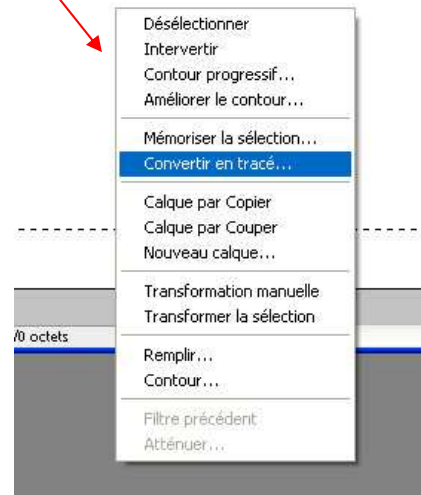 Désélectionner
Intervertir
Contour progressif...
Améliorer le contour...
Mémoriser la sélection...
Convertir en tracé...
Calque par Copier
Calque par Couper
Nouveau calque...
Transformation manuelle
Transformer la sélection
/0 octets
Remplir...
Contour...
Filtre précédent
Atténuer...